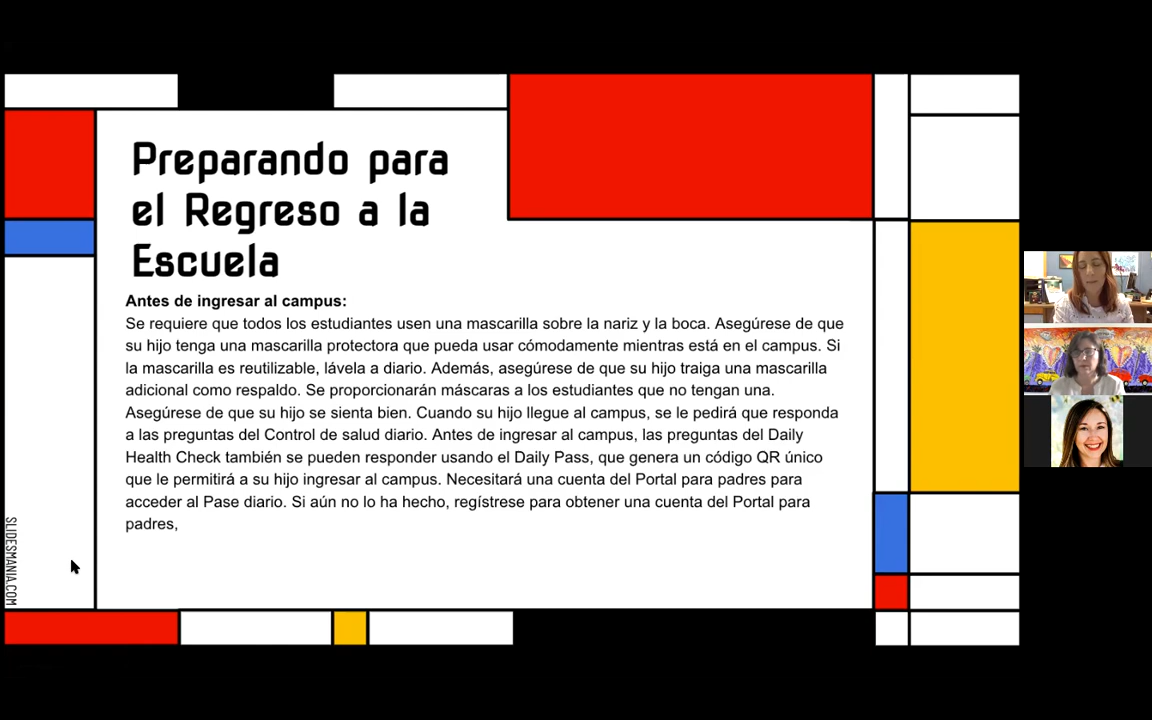 Preparando para
el Regreso a la
Escuela
Antes de ingresar al campus:
Se requiere que todos los estudiantes usen una mascarilla sobre la nariz y la boca. Asegúrese de que
su hijo tenga una mascarilla protectora que pueda usar cómodamente mientras está en el campus. Si
la mascarilla es reutilizable, lávela a diario. Además, asegúrese de que su hijo traiga una mascarilla
adicional como respaldo. Se proporcionarán máscaras a los estudiantes que no tengan una.
Asegúrese de que su hijo se sienta bien. Cuando su hijo llegue al campus, se le pedirá que responda
a las preguntas del Control de salud diario. Antes de ingresar al campus, las preguntas del Daily
Health Check también se pueden responder usando el Daily Pass, que genera un código QR único
que le permitirá a su hijo ingresar al campus. Necesitará una cuenta del Portal para padres para
acceder al Pase diario. Si aún no lo ha hecho, regístrese para obtener una cuenta del Portal para
padres,
SLIDESMANIA.COM